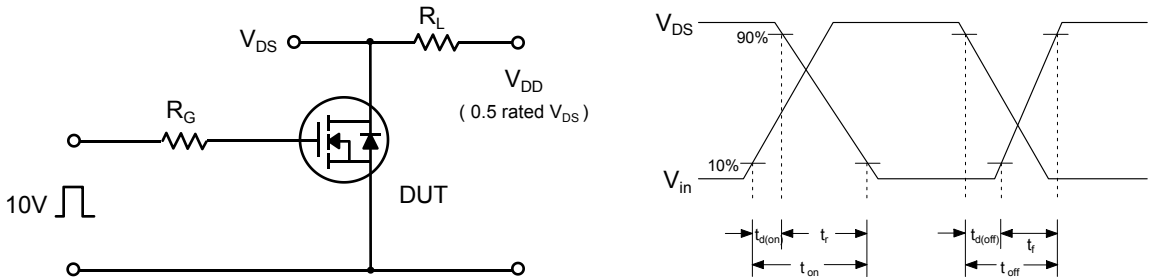 R_L
V_DS
V_DD
( 0.5 rated V_DS )
R_G
10V
DUT
V_DS
90%
10%
V_in
t_d(on)
t_r
t_on
t_d(off)
t_f
t_off